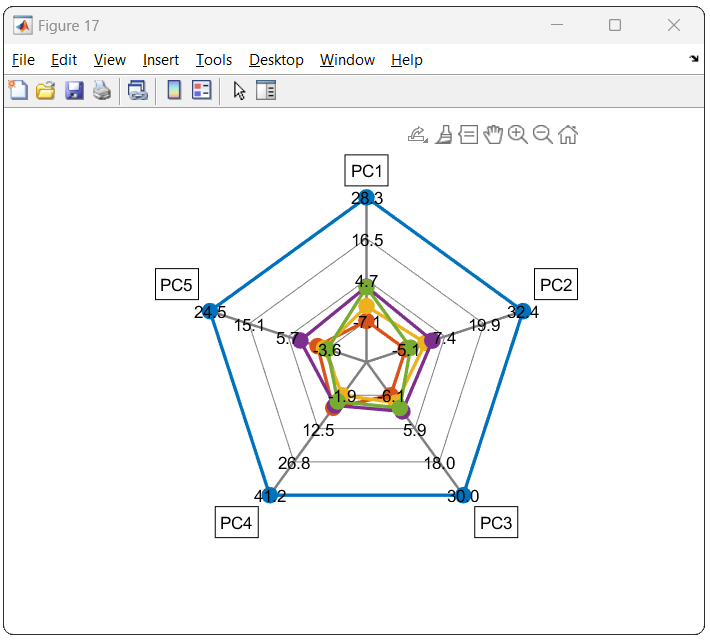 Figure 17
File Edit View Insert Tools Desktop Window Help
PC1
28.3
16.5
4.7
-7.1
PC5
PC2
24.5
15.1
5.7
-3.6
-5.1
7.4
19.9
32.4
-1.9
-6.1
12.5
5.9
26.8
18.0
41.2
30.0
PC4
PC3